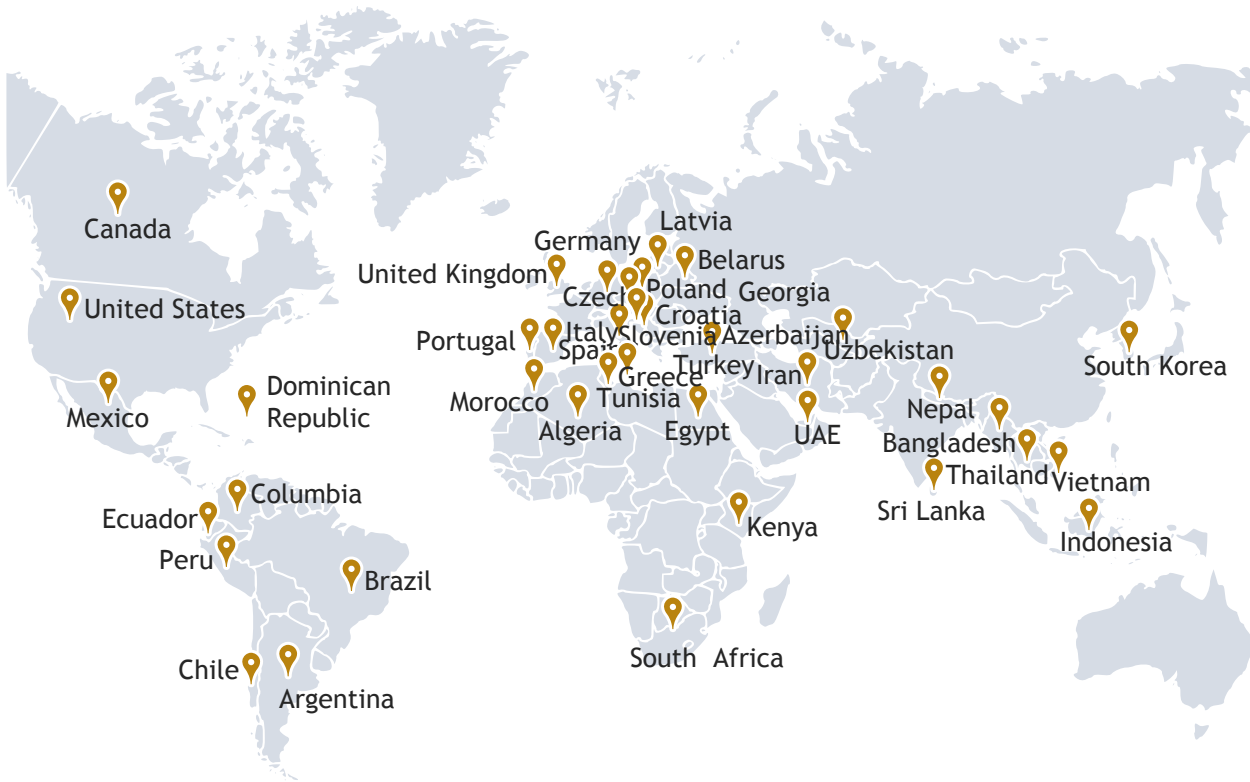 Latvia
Germany
Belarus
United Kingdom
Canada
Czech
Poland
Georgia
United States
Croatia
Portugal
Italy
Slovenia
Azerbaijan
Spain
Uzbekistan
Turkey
South Korea
Greece
Iran
Dominican
Republic
Mexico
Morocco
Tunisia
Nepal
Algeria
Egypt
UAE
Bangladesh
Thailand
Vietnam
Columbia
Sri Lanka
Ecuador
Kenya
Indonesia
Peru
Brazil
South Africa
Chile
Argentina